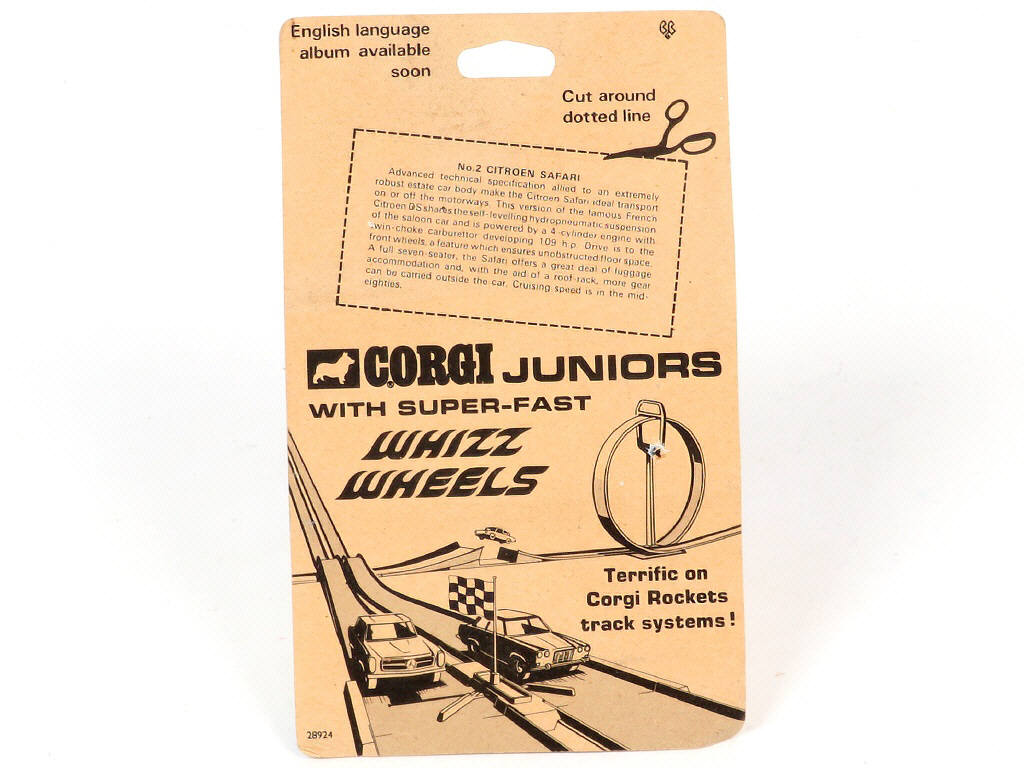 English language
album available
soon
Cut around
dotted line
No.2 CITROEN SAFARI
Advanced technical specification allied to an extremely
robust estate car body make the Citroen Safari ideal transport
on or off the motorways. This version of the famous French
Citroen DS shares the self-levelling hydropneumatic suspension
of the saloon car and is powered by a 4-cylinder engine with
twin-choke carburettor developing 109 h.p. Drive is to the
front wheels, a feature which ensures unobstructed floor space.
A full seven-seater, the Safari offers a great deal of luggage
accommodation and, with the aid of a roof-rack, more gear
can be carried outside the car. Cruising speed is in the mid-
eighties.
CORGI JUNIORS
WITH SUPER-FAST
WHIZZ
WHEELS
Terrific on
Corgi Rockets
track systems!
28924